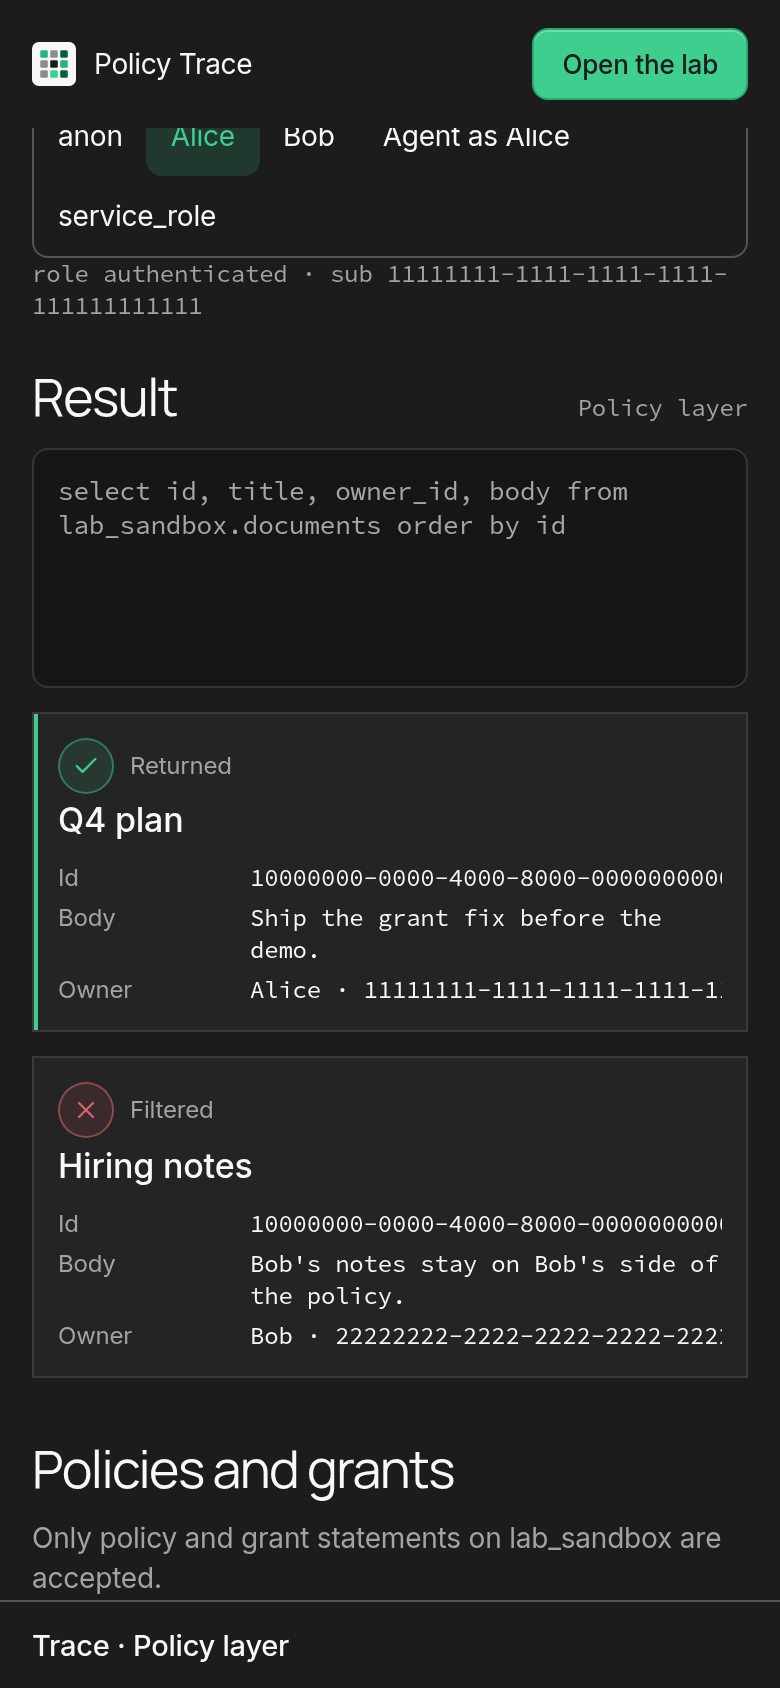 Policy Trace
Open the lab
anon Alice Bob Agent as Alice
service_role
role authenticated · sub 11111111-1111-1111-1111-
111111111111
Result
Policy layer
select id, title, owner_id, body from
lab_sandbox.documents order by id
Returned
Q4 plan
Id 10000000-0000-4000-8000-0000000000
Body Ship the grant fix before the
demo.
Owner Alice · 11111111-1111-1111-1111-11
Filtered
Hiring notes
Id 10000000-0000-4000-8000-0000000000
Body Bob's notes stay on Bob's side of
the policy.
Owner Bob · 22222222-2222-2222-2222-2222
Policies and grants
Only policy and grant statements on lab_sandbox are
accepted.
Trace · Policy layer